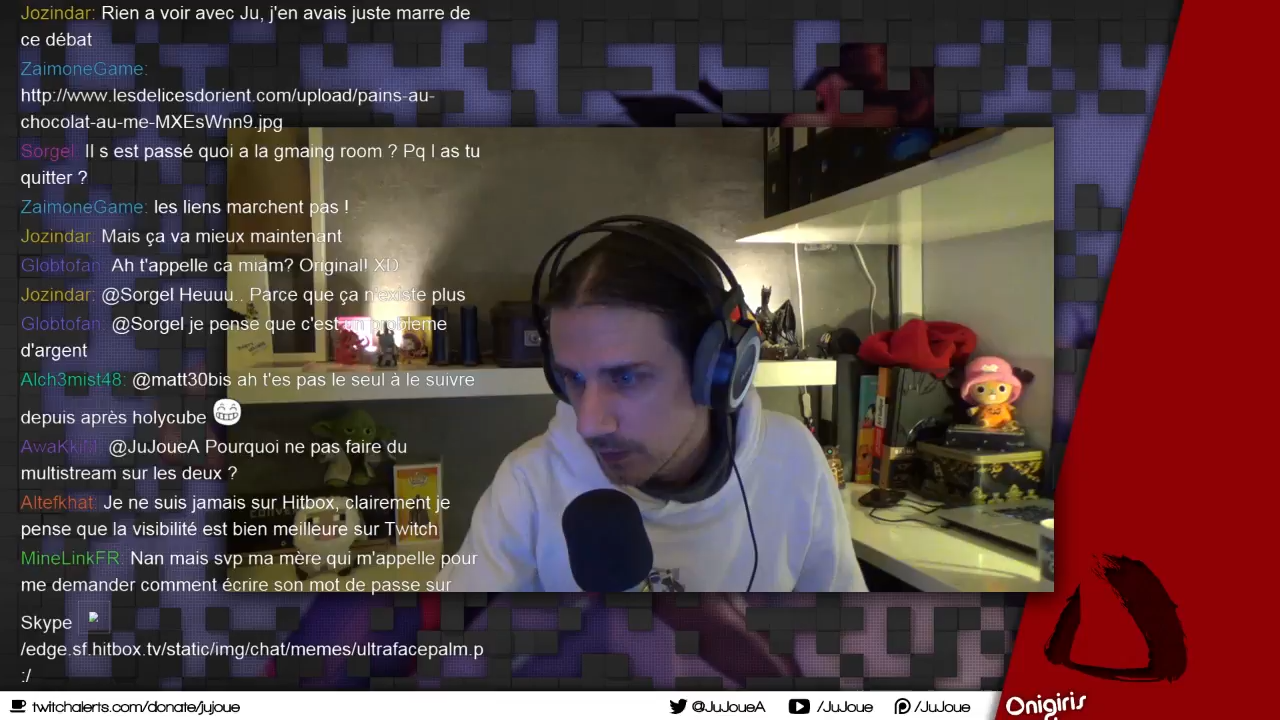 Jozindar: Rien a voir avec Ju, j'en avais juste marre de
ce débat
ZaimoneGame:
http://www.lesdelicesdorient.com/upload/pains-au-
chocolat-au-me-MXEsWnn9.jpg
Sorgel: Il s est passé quoi a la gmaing room ? Pq l as tu
quitter ?
ZaimoneGame: les liens marchent pas !
Jozindar: Mais ça va mieux maintenant
Globtofan: Ah t'appelle ca miam? Original! XD
Jozindar: @Sorgel Heuuu.. Parce que ça n'existe plus
Globtofan: @Sorgel je pense que c'est un probleme
d'argent
Alch3mist48: @matt30bis ah t'es pas le seul à le suivre
depuis après holycube
@JuJoueA Pourquoi ne pas faire du
multistream sur les deux ?
Altefkhat: Je ne suis jamais sur Hitbox, clairement je
pense que la visibilité est bien meilleure sur Twitch
MineLinkFR: Nan mais svp ma mère qui m'appelle pour
me demander comment écrire son mot de passe sur
Skype
/edge.sf.hitbox.tv/static/img/chat/memes/ultrafacepalm.p
:/
twitchalerts.com/donate/jujoue
@JuJoueA
/JuJoue
/JuJoue
Onigiris